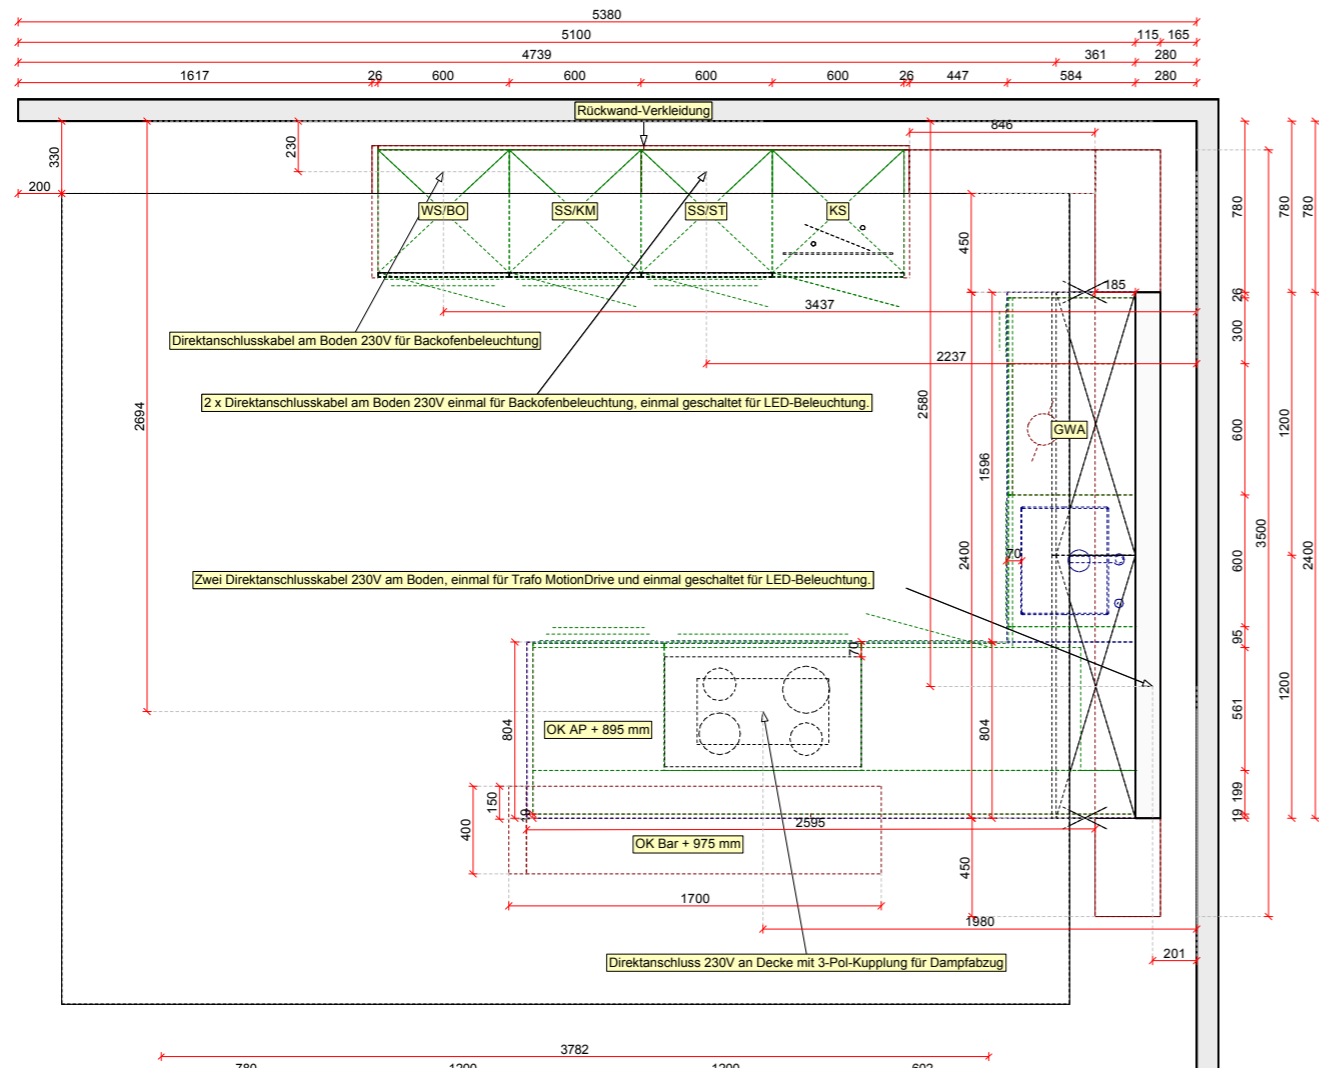 5380
5100 115 165
4739 361 280
1617 26 600 600 600 600 26 447 584 280
Rückwand-Verkleidung
846
330
230
200
WS/BO SS/KM SS/ST KS
450
780 780 780
185
26
3437
300
Direktanschlusskabel am Boden 230V für Backofenbeleuchtung
2237
2694
2 x Direktanschlusskabel am Boden 230V einmal für Backofenbeleuchtung, einmal geschaltet für LED-Beleuchtung.
2580
GWA
600
1200
1596
3500
2400
2400
70
600
Zwei Direktanschlusskabel 230V am Boden, einmal für Trafo MotionDrive und einmal geschaltet für LED-Beleuchtung.
95
70
1200
561
OK AP + 895 mm
804
804
199
150
19
19
400
2595
OK Bar + 975 mm
450
1700
1980
201
Direktanschluss 230V an Decke mit 3-Pol-Kupplung für Dampfabzug
3782
780 1200 1200 602